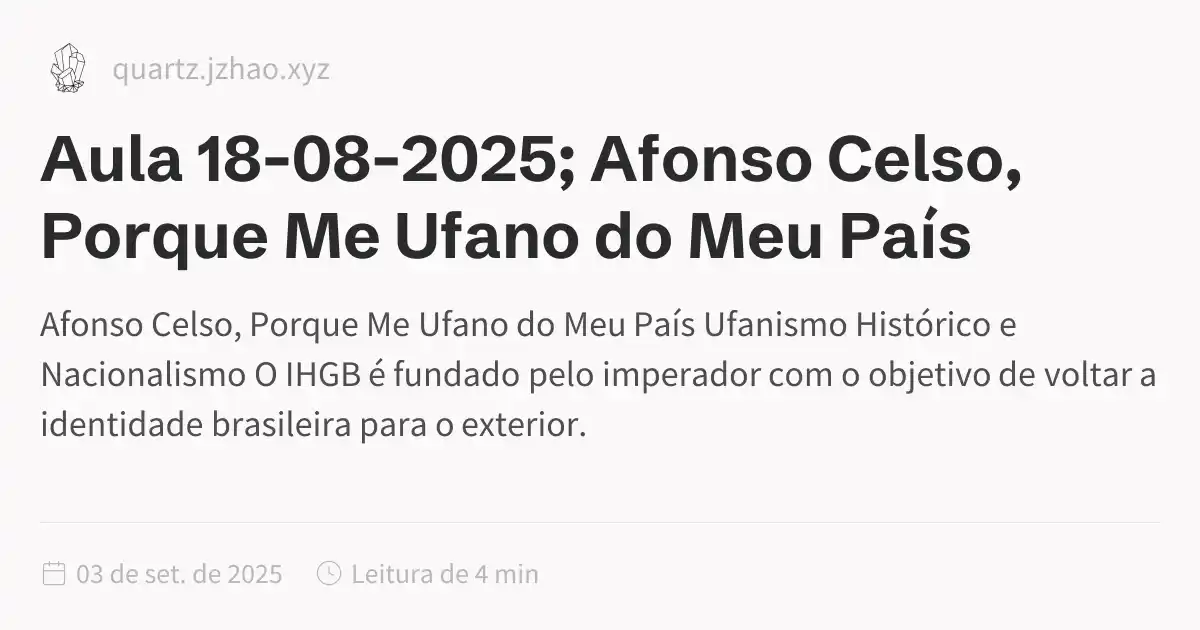 quartz.jzhao.xyz
Aula 18-08-2025; Afonso Celso,
Porque Me Ufano do Meu País
Afonso Celso, Porque Me Ufano do Meu País Ufanismo Histórico e
Nacionalismo O IHGB é fundado pelo imperador com o objetivo de voltar a
identidade brasileira para o exterior.
03 de set. de 2025 Leitura de 4 min